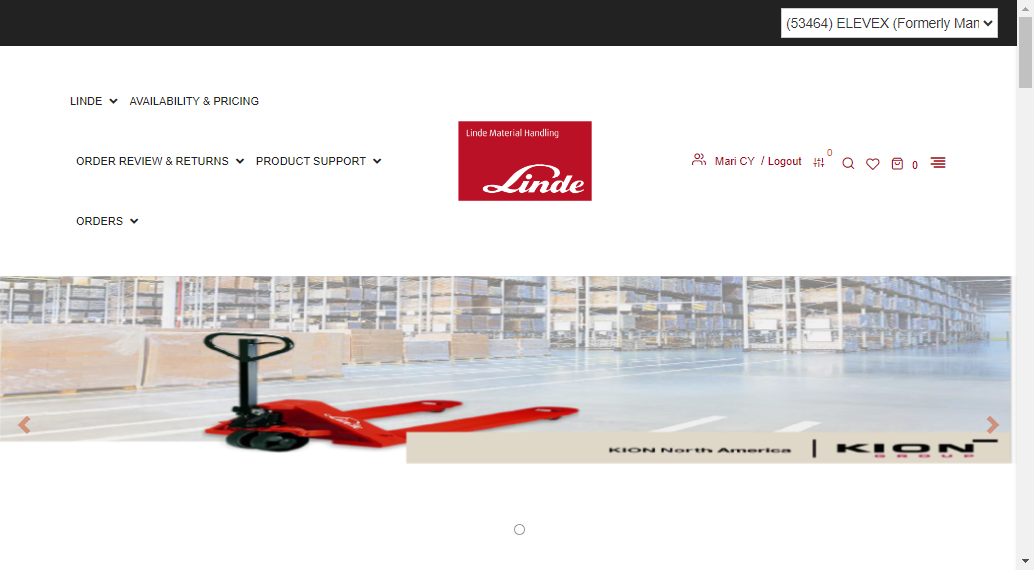 (53464) ELEVEX (Formerly Man
LINDE AVAILABILITY & PRICING
ORDER REVIEW & RETURNS PRODUCT SUPPORT
ORDERS
Linde Material Handling
Linde
Mari CY / Logout 0 0
Linde
KION North America | KION
GROUP